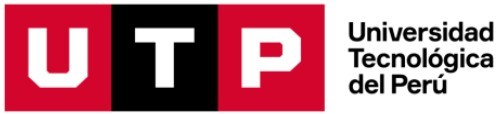 UTP
Universidad
Tecnológica
del Perú